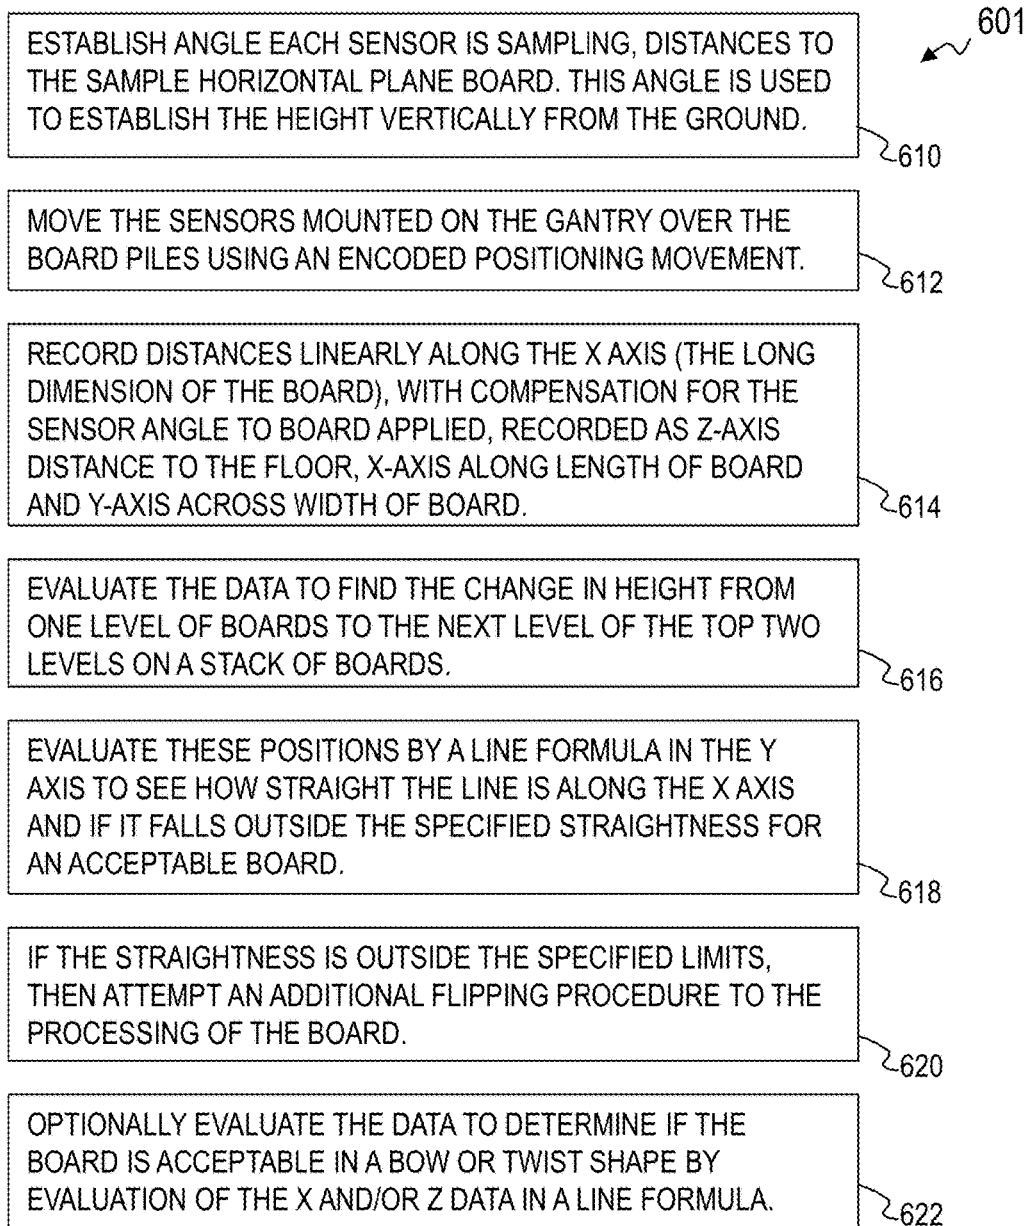 601
ESTABLISH ANGLE EACH SENSOR IS SAMPLING, DISTANCES TO
THE SAMPLE HORIZONTAL PLANE BOARD. THIS ANGLE IS USED
TO ESTABLISH THE HEIGHT VERTICALLY FROM THE GROUND.
610
MOVE THE SENSORS MOUNTED ON THE GANTRY OVER THE
BOARD PILES USING AN ENCODED POSITIONING MOVEMENT.
612
RECORD DISTANCES LINEARLY ALONG THE X AXIS (THE LONG
DIMENSION OF THE BOARD), WITH COMPENSATION FOR THE
SENSOR ANGLE TO BOARD APPLIED, RECORDED AS Z-AXIS
DISTANCE TO THE FLOOR, X-AXIS ALONG LENGTH OF BOARD
AND Y-AXIS ACROSS WIDTH OF BOARD.
614
EVALUATE THE DATA TO FIND THE CHANGE IN HEIGHT FROM
ONE LEVEL OF BOARDS TO THE NEXT LEVEL OF THE TOP TWO
LEVELS ON A STACK OF BOARDS.
616
EVALUATE THESE POSITIONS BY A LINE FORMULA IN THE Y
AXIS TO SEE HOW STRAIGHT THE LINE IS ALONG THE X AXIS
AND IF IT FALLS OUTSIDE THE SPECIFIED STRAIGHTNESS FOR
AN ACCEPTABLE BOARD.
618
IF THE STRAIGHTNESS IS OUTSIDE THE SPECIFIED LIMITS,
THEN ATTEMPT AN ADDITIONAL FLIPPING PROCEDURE TO THE
PROCESSING OF THE BOARD.
620
OPTIONALLY EVALUATE THE DATA TO DETERMINE IF THE
BOARD IS ACCEPTABLE IN A BOW OR TWIST SHAPE BY
EVALUATION OF THE X AND/OR Z DATA IN A LINE FORMULA.
622